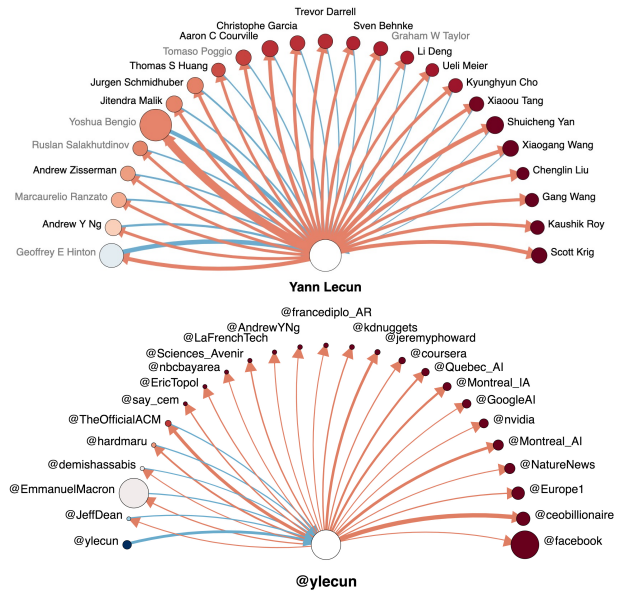 Trevor Darrell
Christophe Garcia
Sven Behnke
Aaron C Courville
Graham W Taylor
Tomaso Poggio
Li Deng
Thomas S Huang
Ueli Meier
Jurgen Schmidhuber
Kyunghyun Cho
Jitendra Malik
Xiaoou Tang
Yoshua Bengio
Shuicheng Yan
Ruslan Salakhutdinov
Xiaogang Wang
Andrew Zisserman
Chenglin Liu
Marcaurelio Ranzato
Gang Wang
Andrew Y Ng
Kaushik Roy
Geoffrey E Hinton
Scott Krig
Yann Lecun
@francediplo_AR
@AndrewYNg
@kdnuggets
@LaFrenchTech
@jeremyphoward
@Sciences_Avenir
@coursera
@nbcbayarea
@Quebec_AI
@EricTopol
@Montreal_IA
@say_cem
@GoogleAI
@TheOfficialACM
@nvidia
@hardmaru
@Montreal_AI
@demishassabis
@NatureNews
@EmmanuelMacron
@Europe1
@JeffDean
@ceobillionaire
@ylecun
@facebook
@ylecun